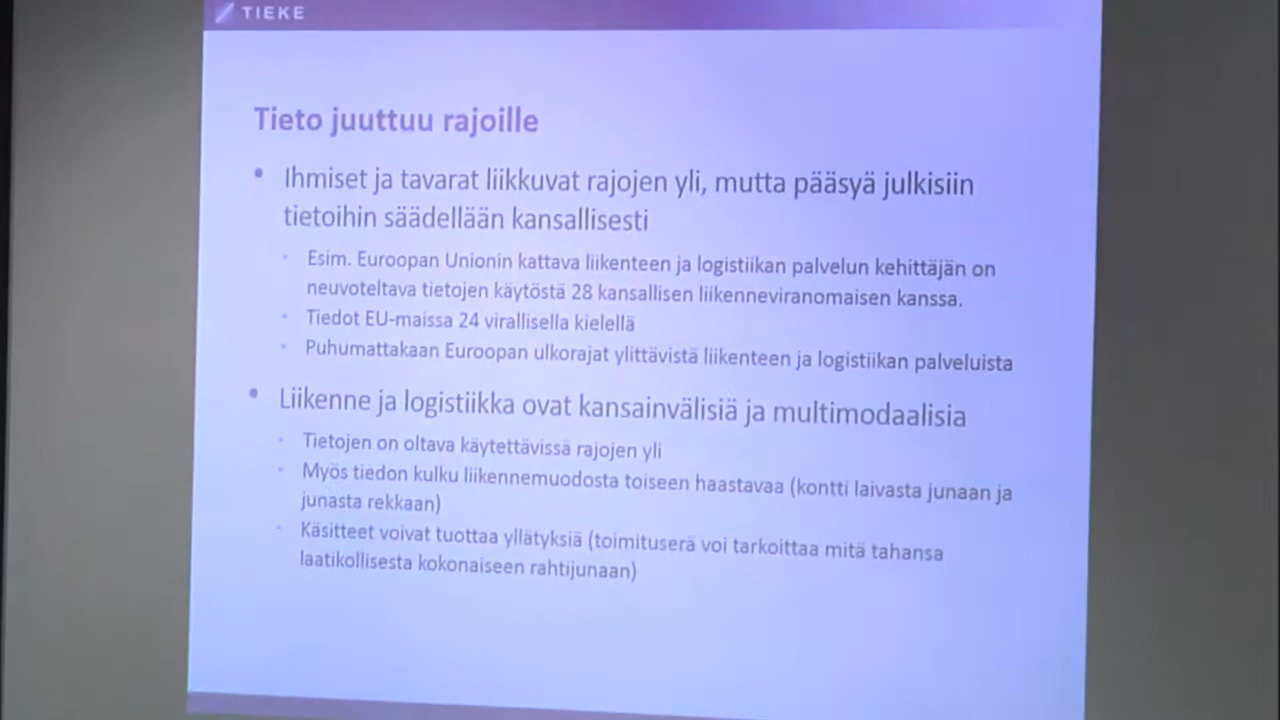 TIEKE
Tieto juuttuu rajoille
• Ihmiset ja tavarat liikkuvat rajojen yli, mutta pääsyä julkisiin
tietoihin säädellään kansallisesti
• Esim. Euroopan Unionin kattava liikenteen ja logistiikan palvelun kehittäjän on
neuvoteltava tietojen käytöstä 28 kansallisen liikenneviranomaisen kanssa.
• Tiedot EU-maissa 24 virallisella kielellä
• Puhumattakaan Euroopan ulkorajat ylittävistä liikenteen ja logistiikan palveluista
• Liikenne ja logistiikka ovat kansainvälisiä ja multimodaalisia
• Tietojen on oltava käytettävissä rajojen yli
• Myös tiedon kulku liikennemuodosta toiseen haastavaa (kontti laivasta junaan ja
junasta rekkaan)
• Käsitteet voivat tuottaa yllätyksiä (toimituserä voi tarkoittaa mitä tahansa
laatikollisesta kokonaiseen rahtijunaan)